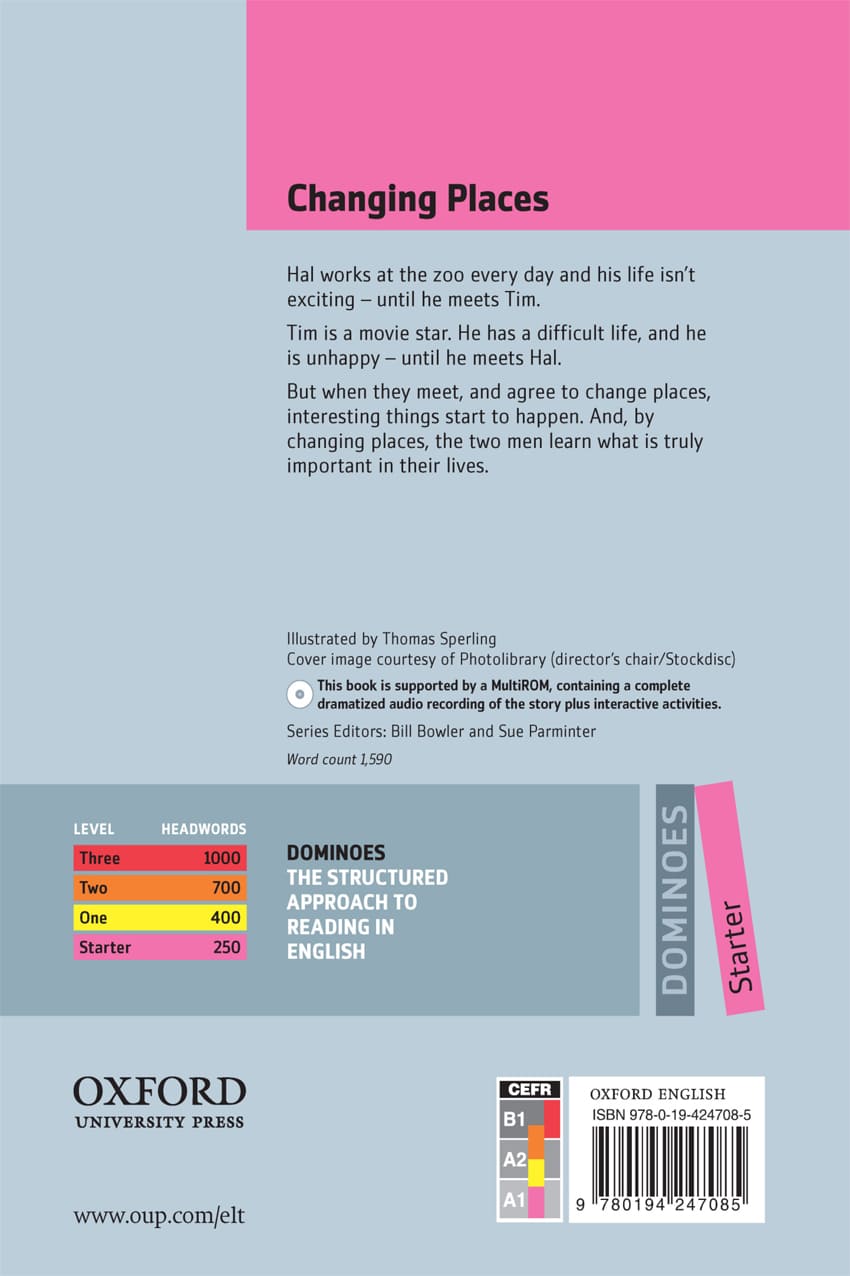 Changing Places
Hal works at the zoo every day and his life isn't
exciting – until he meets Tim.
Tim is a movie star. He has a difficult life, and he
is unhappy – until he meets Hal.
But when they meet, and agree to change places,
interesting things start to happen. And, by
changing places, the two men learn what is truly
important in their lives.
Illustrated by Thomas Sperling
Cover image courtesy of Photolibrary (director's chair/Stockdisc)
This book is supported by a MultiROM, containing a complete
dramatized audio recording of the story plus interactive activities.
Series Editors: Bill Bowler and Sue Parminter
Word count 1,590
LEVEL HEADWORDS
Three 1000
Two 700
One 400
Starter 250
DOMINOES
THE STRUCTURED
APPROACH TO
READING IN
ENGLISH
DOMINOES
Starter
OXFORD
UNIVERSITY PRESS
www.oup.com/elt
CEFR
B1
A2
A1
OXFORD ENGLISH
ISBN 978-0-19-424708-5
9 780194 247085